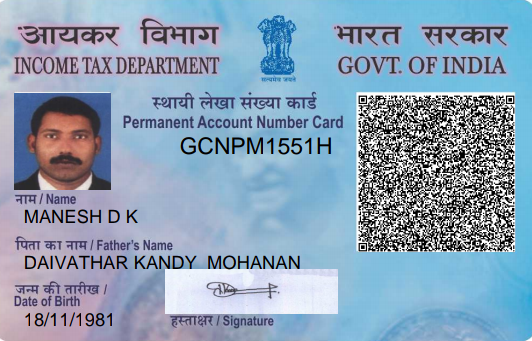 आयकर विभाग
INCOME TAX DEPARTMENT
सत्यमेव जयते
भारत सरकार
GOVT. OF INDIA
स्थायी लेखा संख्या कार्ड
Permanent Account Number Card
GCNPM1551H
नाम / Name
MANESH D K
पिता का नाम / Father's Name
DAIVATHAR KANDY MOHANAN
जन्म की तारीख /
Date of Birth
18/11/1981
हस्ताक्षर / Signature